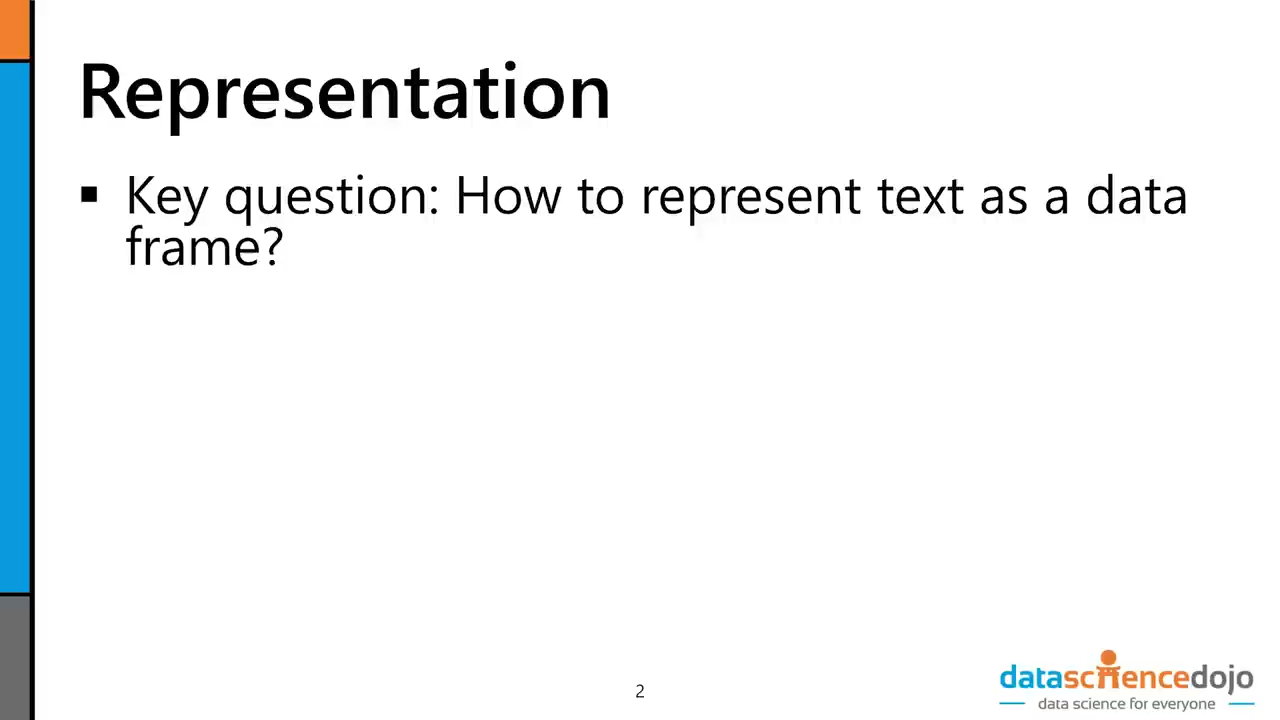 Representation
▪ Key question: How to represent text as a data
frame?
2
datasciencedojo
data science for everyone